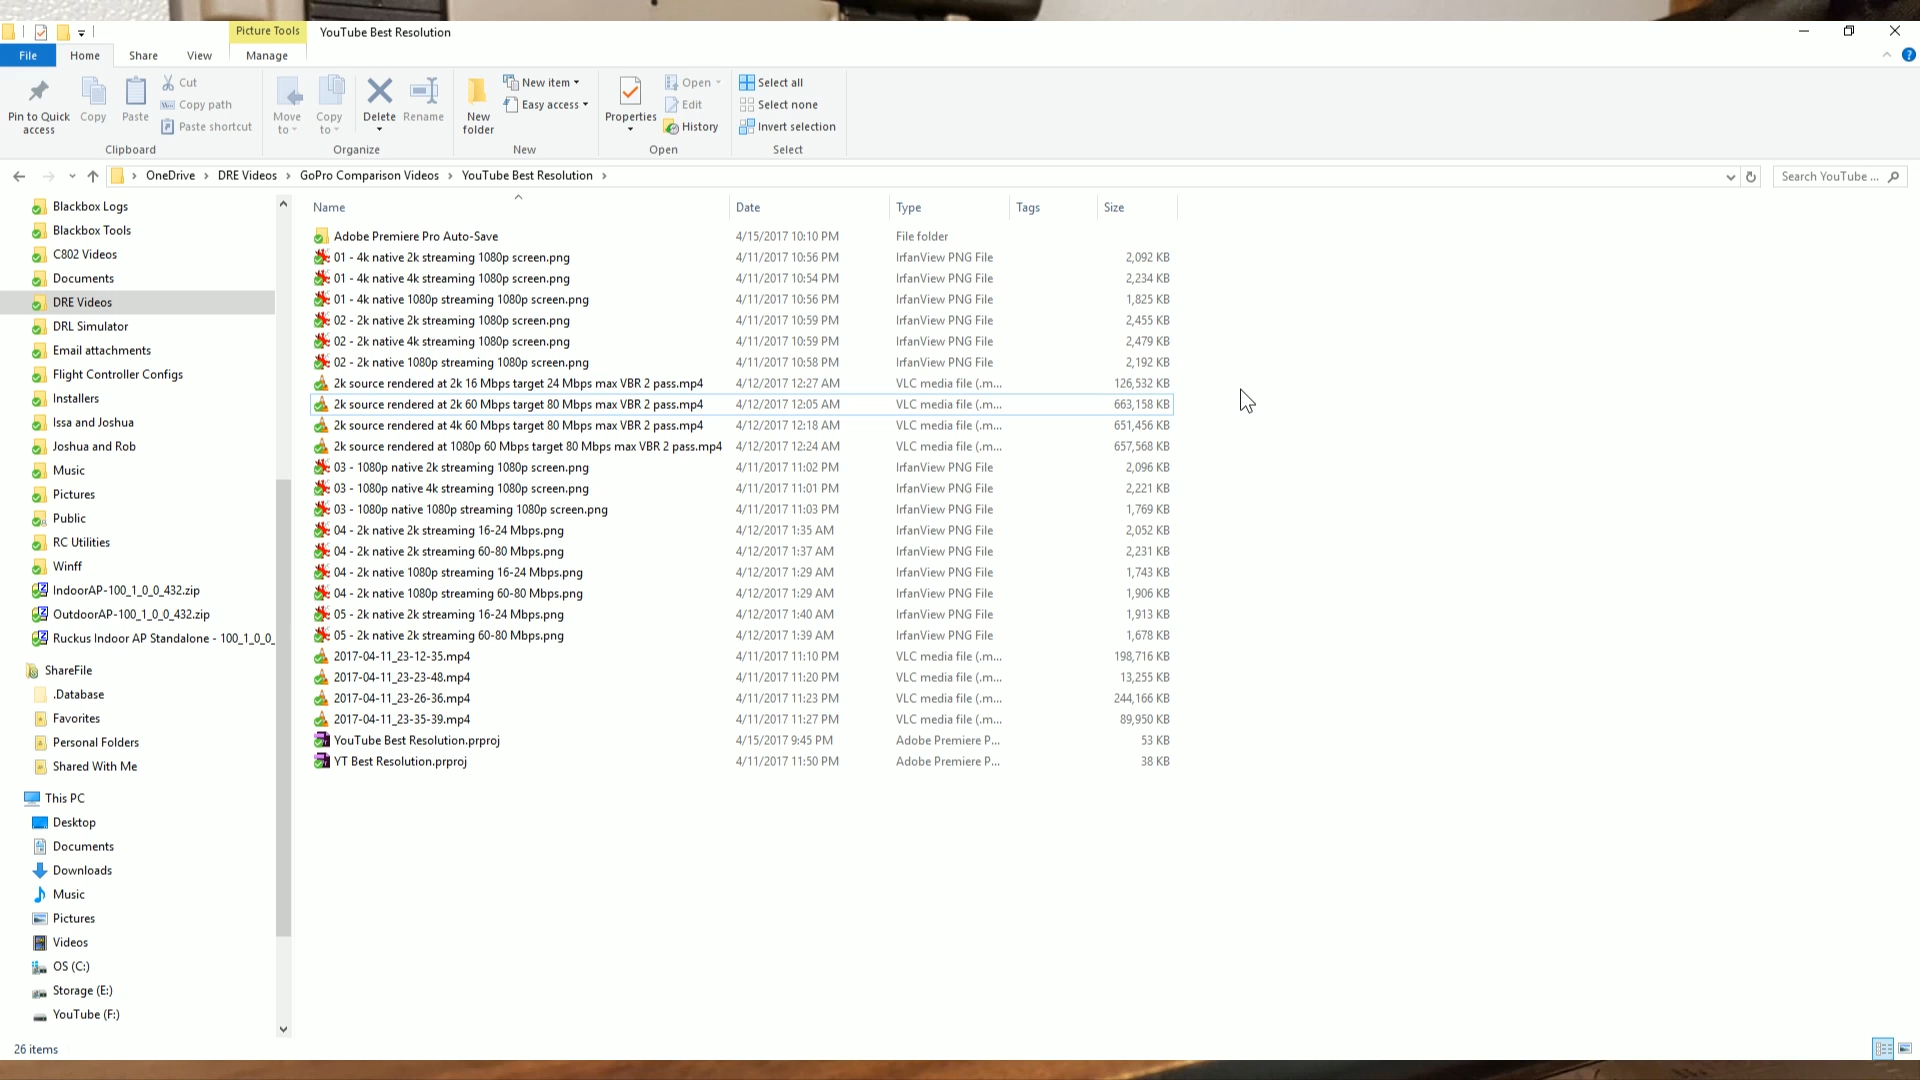 Picture Tools YouTube Best Resolution
File Home Share View Manage
Pin to Quick access
Copy
Paste
Cut
Copy path
Paste shortcut
Clipboard
Move to
Copy to
Delete
Rename
Organize
New folder
New item
Easy access
New
Properties
Open
Edit
History
Open
Select all
Select none
Invert selection
Select
OneDrive > DRE Videos > GoPro Comparison Videos > YouTube Best Resolution >
Search YouTube ...
Blackbox Logs
Blackbox Tools
C802 Videos
Documents
DRE Videos
DRL Simulator
Email attachments
Flight Controller Configs
Installers
Issa and Joshua
Joshua and Rob
Music
Pictures
Public
RC Utilities
Winff
IndoorAP-100_1_0_0_432.zip
OutdoorAP-100_1_0_0_432.zip
Ruckus Indoor AP Standalone - 100_1_0_0_
ShareFile
.Database
Favorites
Personal Folders
Shared With Me
This PC
Desktop
Documents
Downloads
Music
Pictures
Videos
OS (C:)
Storage (E:)
YouTube (F:)
Name Date Type Tags Size
Adobe Premiere Pro Auto-Save 4/15/2017 10:10 PM File folder
01 - 4k native 2k streaming 1080p screen.png 4/11/2017 10:56 PM IrfanView PNG File 2,092 KB
01 - 4k native 4k streaming 1080p screen.png 4/11/2017 10:54 PM IrfanView PNG File 2,234 KB
01 - 4k native 1080p streaming 1080p screen.png 4/11/2017 10:56 PM IrfanView PNG File 1,825 KB
02 - 2k native 2k streaming 1080p screen.png 4/11/2017 10:59 PM IrfanView PNG File 2,455 KB
02 - 2k native 4k streaming 1080p screen.png 4/11/2017 10:59 PM IrfanView PNG File 2,479 KB
02 - 2k native 1080p streaming 1080p screen.png 4/11/2017 10:58 PM IrfanView PNG File 2,192 KB
2k source rendered at 2k 16 Mbps target 24 Mbps max VBR 2 pass.mp4 4/12/2017 12:27 AM VLC media file (.m... 126,532 KB
2k source rendered at 2k 60 Mbps target 80 Mbps max VBR 2 pass.mp4 4/12/2017 12:05 AM VLC media file (.m... 663,158 KB
2k source rendered at 4k 60 Mbps target 80 Mbps max VBR 2 pass.mp4 4/12/2017 12:18 AM VLC media file (.m... 651,456 KB
2k source rendered at 1080p 60 Mbps target 80 Mbps max VBR 2 pass.mp4 4/12/2017 12:24 AM VLC media file (.m... 657,568 KB
03 - 1080p native 2k streaming 1080p screen.png 4/11/2017 11:02 PM IrfanView PNG File 2,096 KB
03 - 1080p native 4k streaming 1080p screen.png 4/11/2017 11:01 PM IrfanView PNG File 2,221 KB
03 - 1080p native 1080p streaming 1080p screen.png 4/11/2017 11:03 PM IrfanView PNG File 1,769 KB
04 - 2k native 2k streaming 16-24 Mbps.png 4/12/2017 1:35 AM IrfanView PNG File 2,052 KB
04 - 2k native 2k streaming 60-80 Mbps.png 4/12/2017 1:37 AM IrfanView PNG File 2,231 KB
04 - 2k native 1080p streaming 16-24 Mbps.png 4/12/2017 1:29 AM IrfanView PNG File 1,743 KB
04 - 2k native 1080p streaming 60-80 Mbps.png 4/12/2017 1:29 AM IrfanView PNG File 1,906 KB
05 - 2k native 2k streaming 16-24 Mbps.png 4/12/2017 1:40 AM IrfanView PNG File 1,913 KB
05 - 2k native 2k streaming 60-80 Mbps.png 4/12/2017 1:39 AM IrfanView PNG File 1,678 KB
2017-04-11_23-12-35.mp4 4/11/2017 11:10 PM VLC media file (.m... 198,716 KB
2017-04-11_23-23-48.mp4 4/11/2017 11:20 PM VLC media file (.m... 13,255 KB
2017-04-11_23-26-36.mp4 4/11/2017 11:23 PM VLC media file (.m... 244,166 KB
2017-04-11_23-35-39.mp4 4/11/2017 11:27 PM VLC media file (.m... 89,950 KB
YouTube Best Resolution.prproj 4/15/2017 9:45 PM Adobe Premiere P... 53 KB
YT Best Resolution.prproj 4/11/2017 11:50 PM Adobe Premiere P... 38 KB
26 items